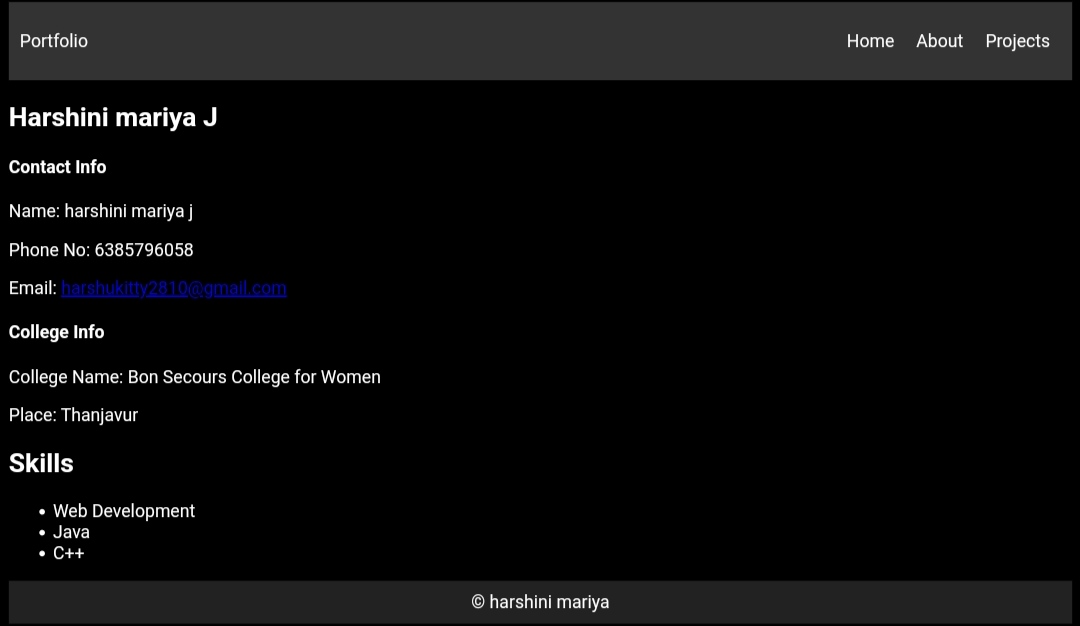 Portfolio Home About Projects
Harshini mariya J
Contact Info
Name: harshini mariya j
Phone No: 6385796058
Email: harshukitty2810@gmail.com
College Info
College Name: Bon Secours College for Women
Place: Thanjavur
Skills
• Web Development
• Java
• C++
© harshini mariya